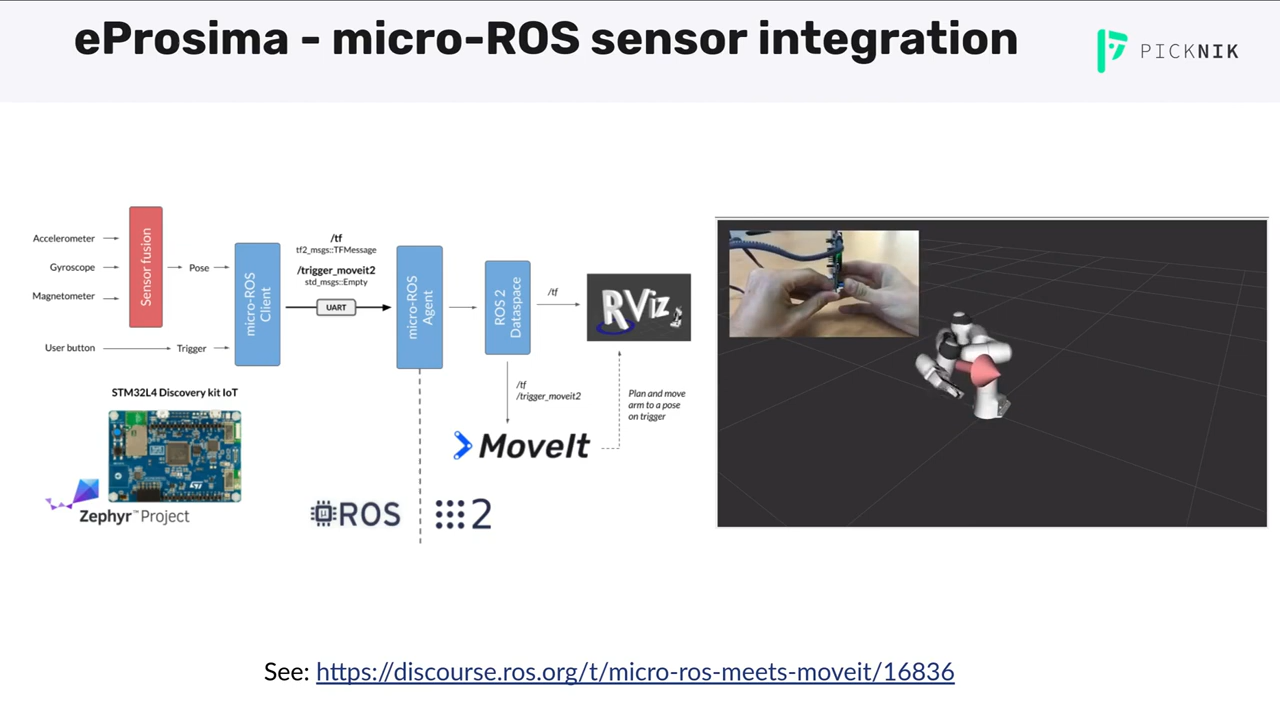 eProsima - micro-ROS sensor integration
PICKNIK
Accelerometer
Gyroscope
Magnetometer
User button
Sensor fusion
Pose
Trigger
micro-ROS
Client
/tf
tf2_msgs::TFMessage
/trigger_moveit2
std_msgs::Empty
UART
micro-ROS
Agent
ROS 2
Dataspace
/tf
RViz
/tf
/trigger_moveit2
Plan and move
arm to a pose
on trigger
MoveIt
STM32L4 Discovery kit IoT
Zephyr™Project
μROS
2
See: https://discourse.ros.org/t/micro-ros-meets-moveit/16836